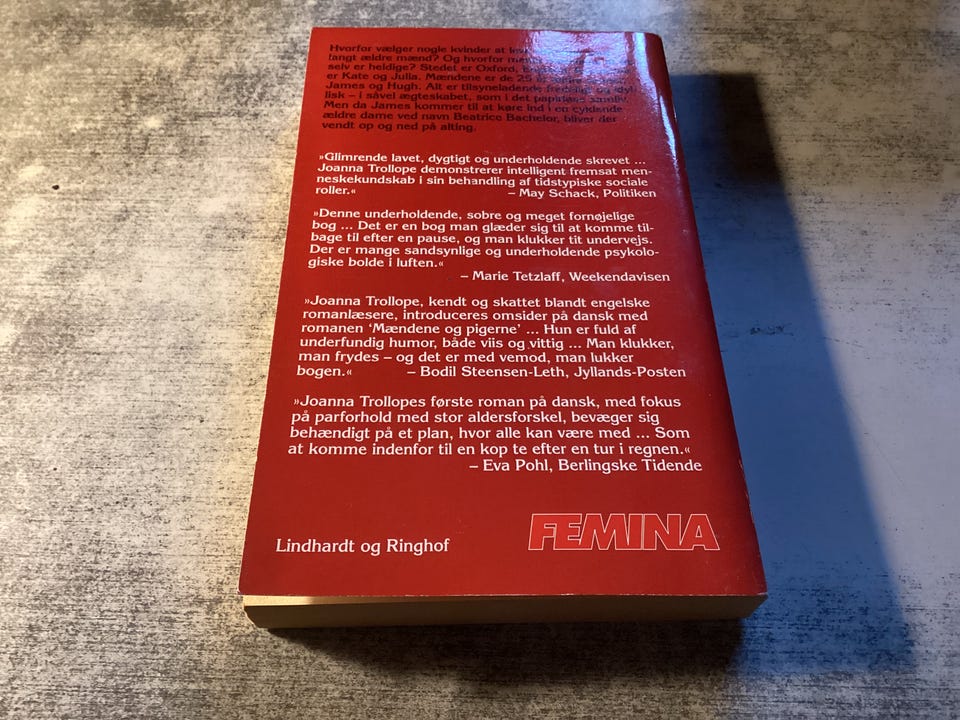 Hvorfor vælger nogle kvinder at
langt ældre mænd? Og hvorfor
selv er heldige? Stedet er Oxford,
er Kate og Julia. Mændene er de 25 år
James og Hugh. Alt er tilsyneladende
lisk – i såvel ægteskabet, som i det papirløse samliv.
Men da James kommer til at køre ind i en cyklende
ældre dame ved navn Beatrice Bachelor, bliver der
vendt op og ned på alting.
»Glimrende lavet, dygtigt og underholdende skrevet ...
Joanna Trollope demonstrerer intelligent fremsat men-
neskekundskab i sin behandling af tidstypiske sociale
roller.« – May Schack, Politiken
»Denne underholdende, sobre og meget fornøjelige
bog ... Det er en bog man glæder sig til at komme til-
bage til efter en pause, og man klukker tit undervejs.
Der er mange sandsynlige og underholdende psykolo-
giske bolde i luften.«
– Marie Tetzlaff, Weekendavisen
»Joanna Trollope, kendt og skattet blandt engelske
romanlæsere, introduceres omsider på dansk med
romanen ‘Mændene og pigerne’ ... Hun er fuld af
underfundig humor, både viis og vittig ... Man klukker,
man frydes – og det er med vemod, man lukker
bogen.« – Bodil Steensen-Leth, Jyllands-Posten
»Joanna Trollopes første roman på dansk, med fokus
på parforhold med stor aldersforskel, bevæger sig
behændigt på et plan, hvor alle kan være med ... Som
at komme indenfor til en kop te efter en tur i regnen.«
– Eva Pohl, Berlingske Tidende
Lindhardt og Ringhof
FEMINA